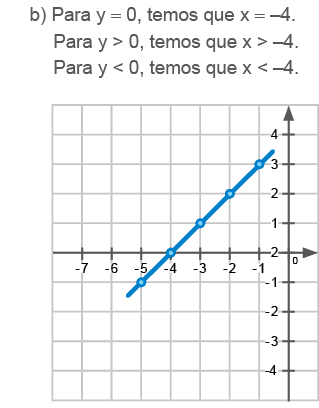 b) Para y = 0, temos que x = –4.
Para y > 0, temos que x > –4.
Para y < 0, temos que x < –4.
4
3
2
1
-7 -6 -5 -4 -3 -2 -1 2 0
-1
-2
-3
-4